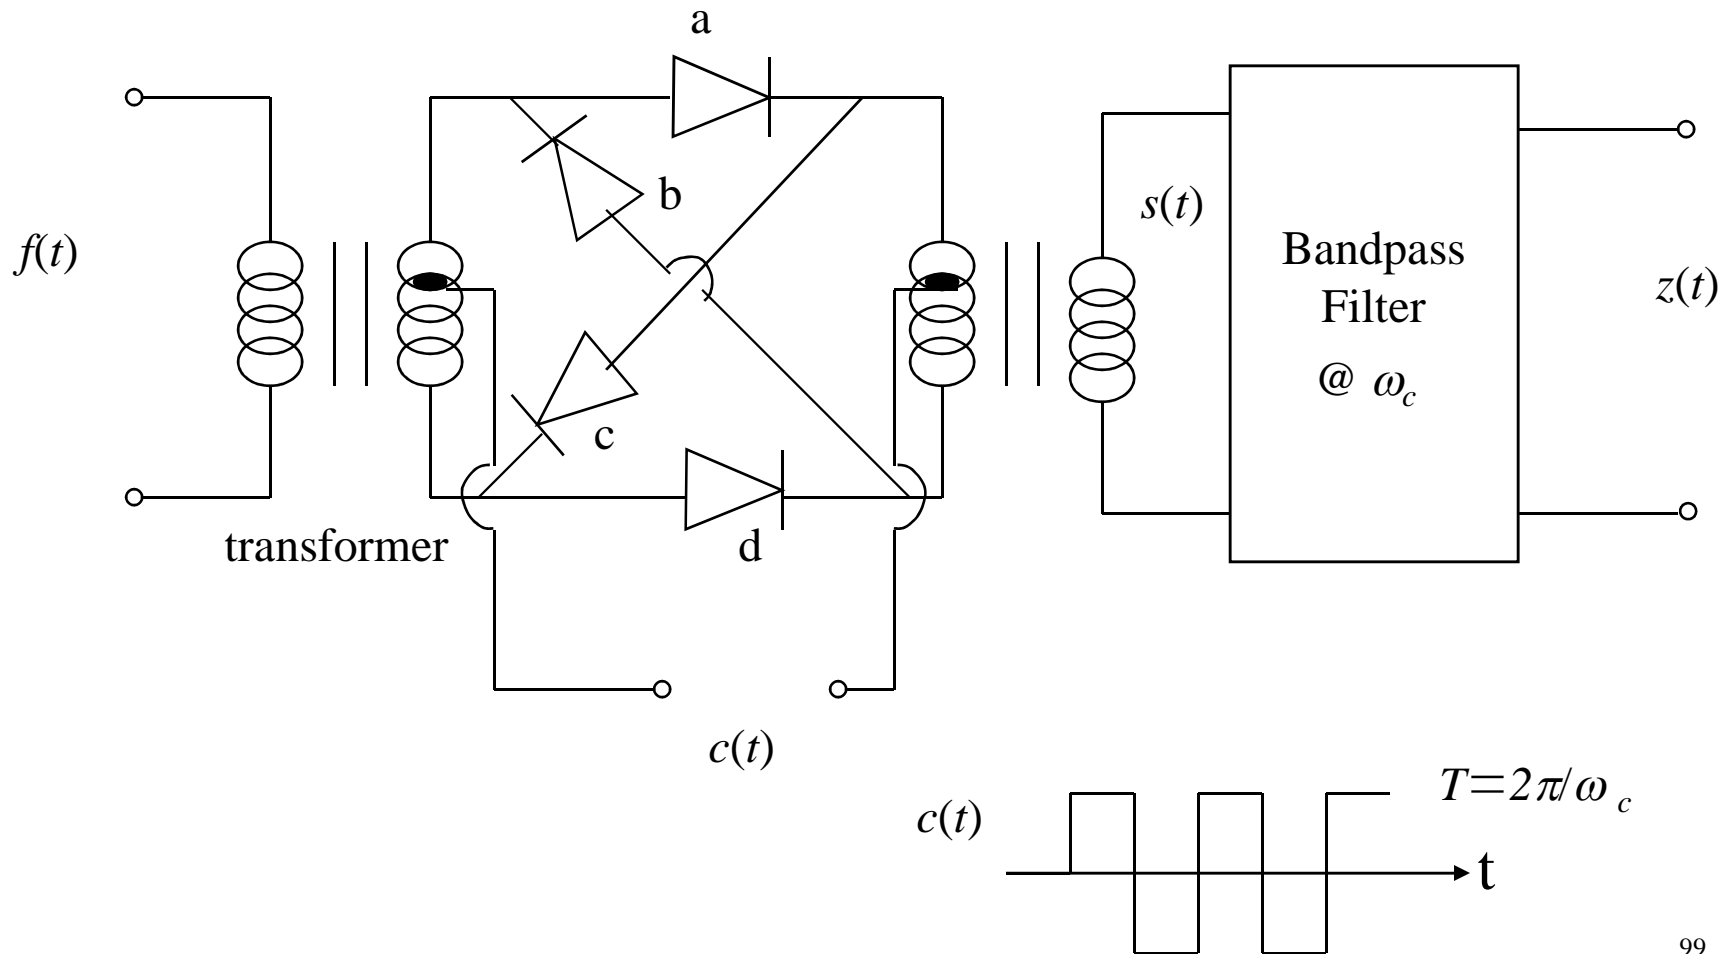 a
f(t)
b
c
d
transformer
s(t)
Bandpass
Filter
@ ω_c
z(t)
c(t)
c(t)
T=2π/ω_c
t
99